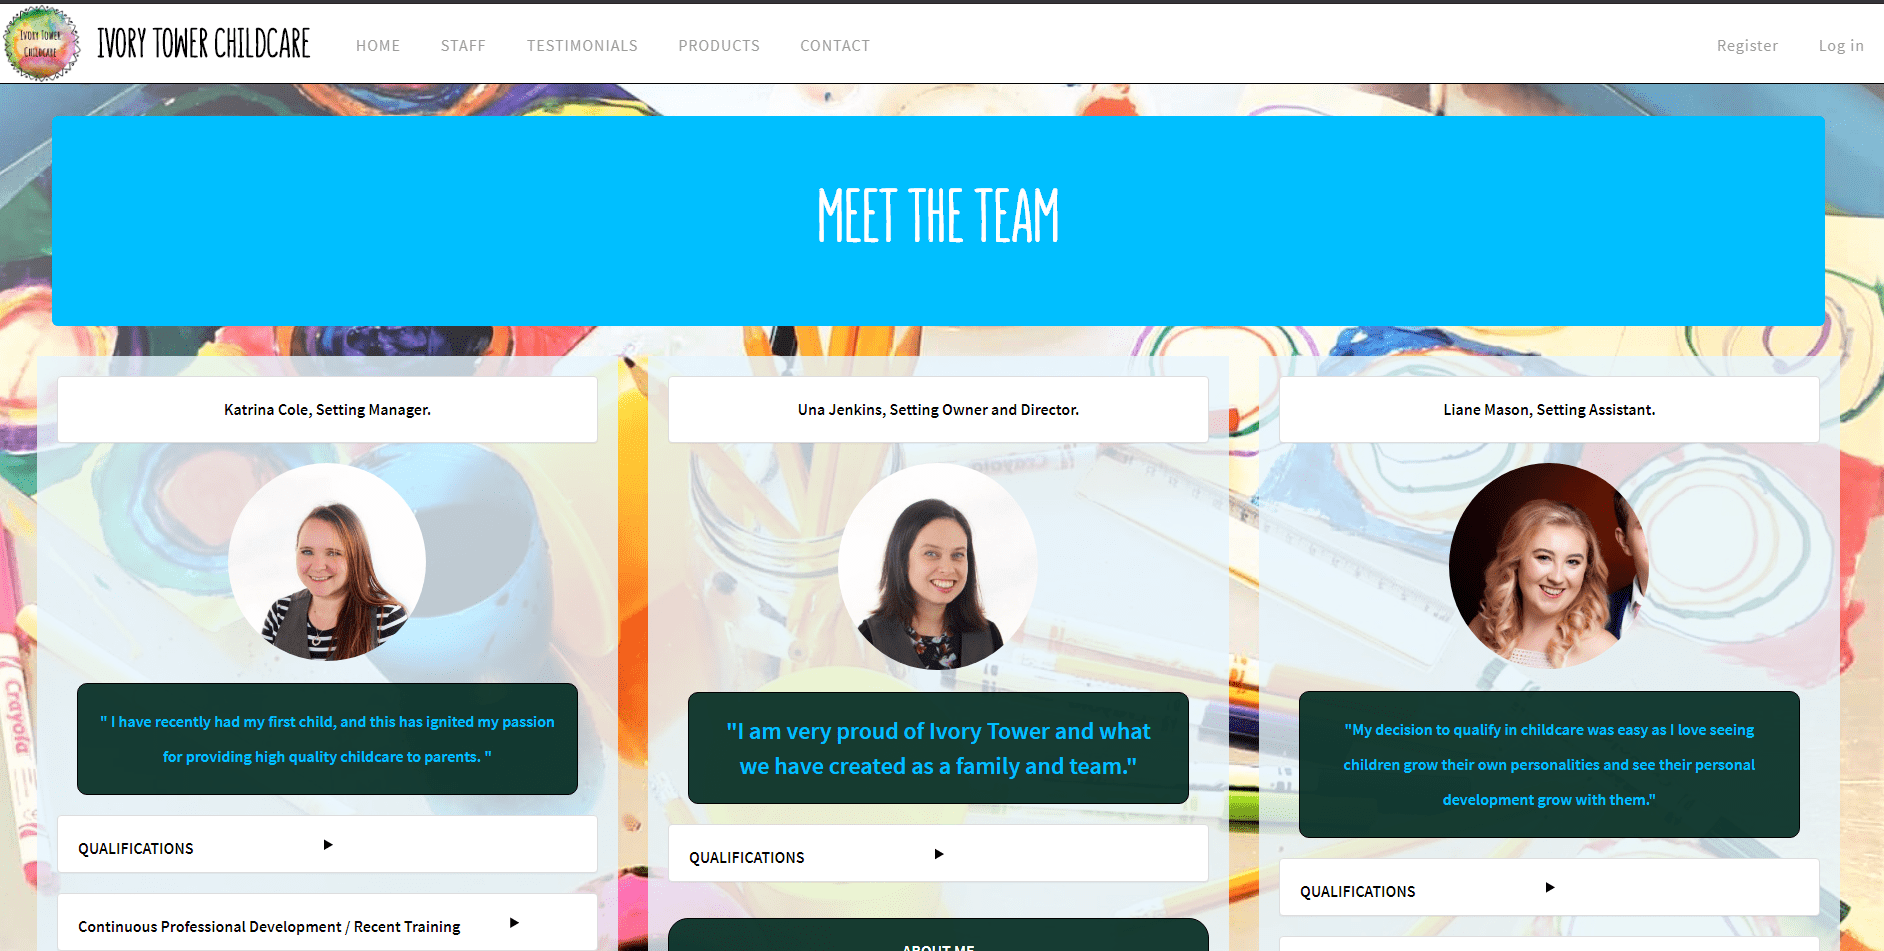 Ivory Tower
Childcare
IVORY TOWER CHILDCARE
HOME
STAFF
TESTIMONIALS
PRODUCTS
CONTACT
Register
Log in
MEET THE TEAM
Katrina Cole, Setting Manager.
" I have recently had my first child, and this has ignited my passion
for providing high quality childcare to parents. "
QUALIFICATIONS
Continuous Professional Development / Recent Training
Una Jenkins, Setting Owner and Director.
"I am very proud of Ivory Tower and what
we have created as a family and team."
QUALIFICATIONS
ABOUT ME
Liane Mason, Setting Assistant.
"My decision to qualify in childcare was easy as I love seeing
children grow their own personalities and see their personal
development grow with them."
QUALIFICATIONS
Crayola
Crayola